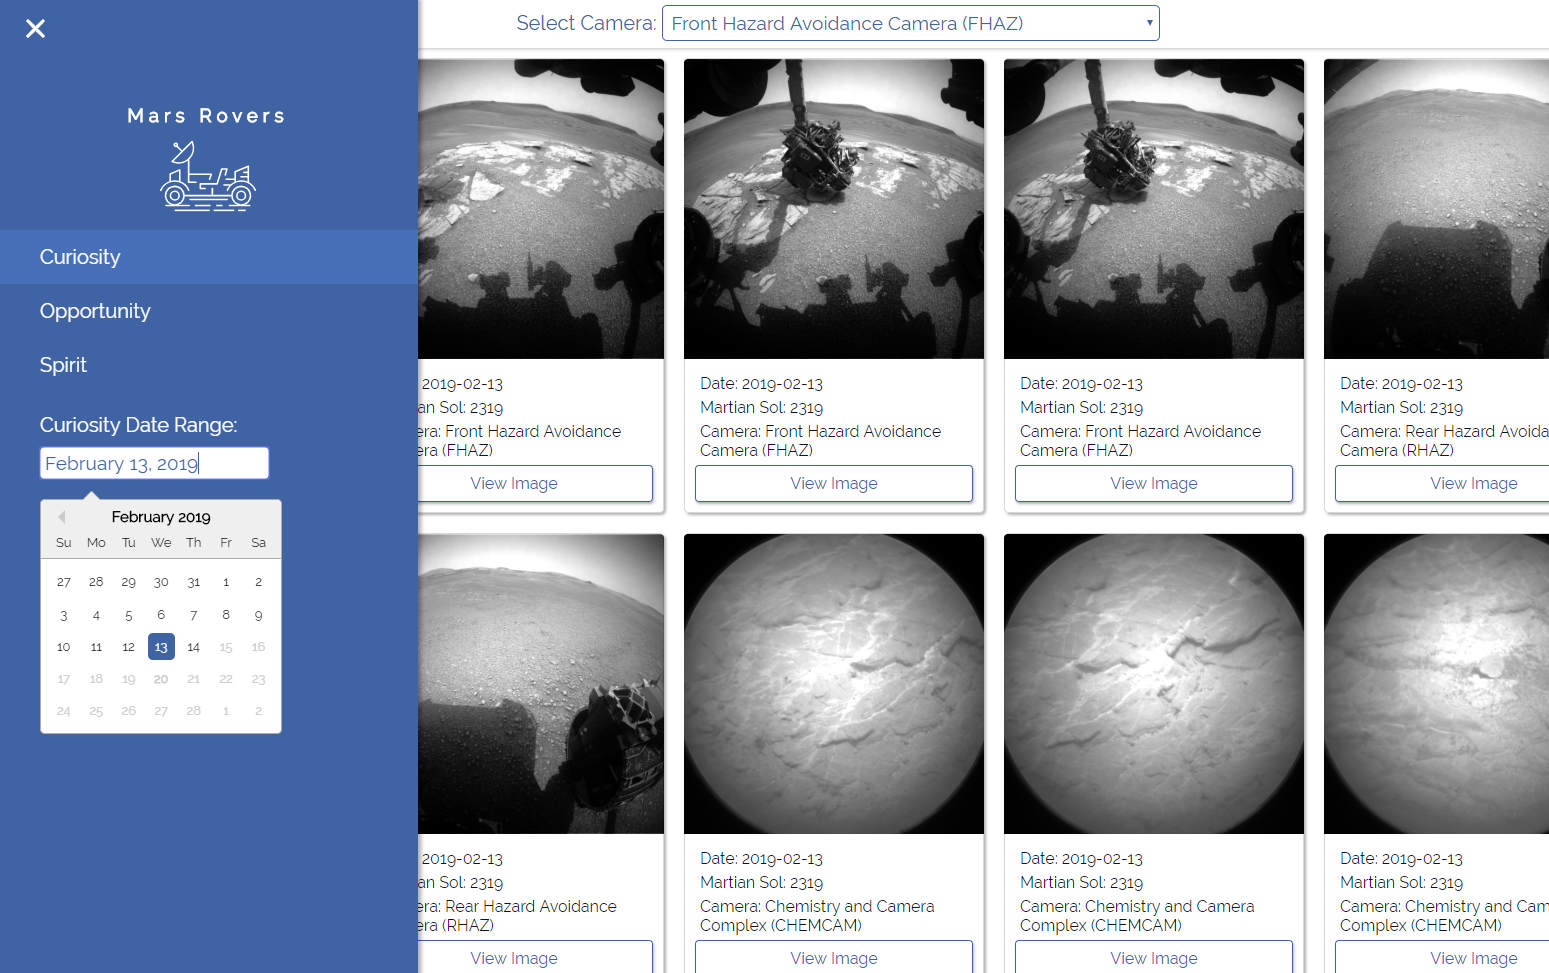 Select Camera: Front Hazard Avoidance Camera (FHAZ)
Mars Rovers
Curiosity
Opportunity
Spirit
Curiosity Date Range:
February 13, 2019
February 2019
Su Mo Tu We Th Fr Sa
27 28 29 30 31 1 2
3 4 5 6 7 8 9
10 11 12 13 14 15 16
17 18 19 20 21 22 23
24 25 26 27 28 1 2
2019-02-13
an Sol: 2319
era: Front Hazard Avoidance
era (FHAZ)
View Image
Date: 2019-02-13
Martian Sol: 2319
Camera: Front Hazard Avoidance
Camera (FHAZ)
View Image
Date: 2019-02-13
Martian Sol: 2319
Camera: Front Hazard Avoidance
Camera (FHAZ)
View Image
Date: 2019-02-13
Martian Sol: 2319
Camera: Rear Hazard Avoida
Camera (RHAZ)
View Image
2019-02-13
an Sol: 2319
era: Rear Hazard Avoidance
era (RHAZ)
View Image
Date: 2019-02-13
Martian Sol: 2319
Camera: Chemistry and Camera
Complex (CHEMCAM)
View Image
Date: 2019-02-13
Martian Sol: 2319
Camera: Chemistry and Camera
Complex (CHEMCAM)
View Image
Date: 2019-02-13
Martian Sol: 2319
Camera: Chemistry and Cam
Complex (CHEMCAM)
View Image